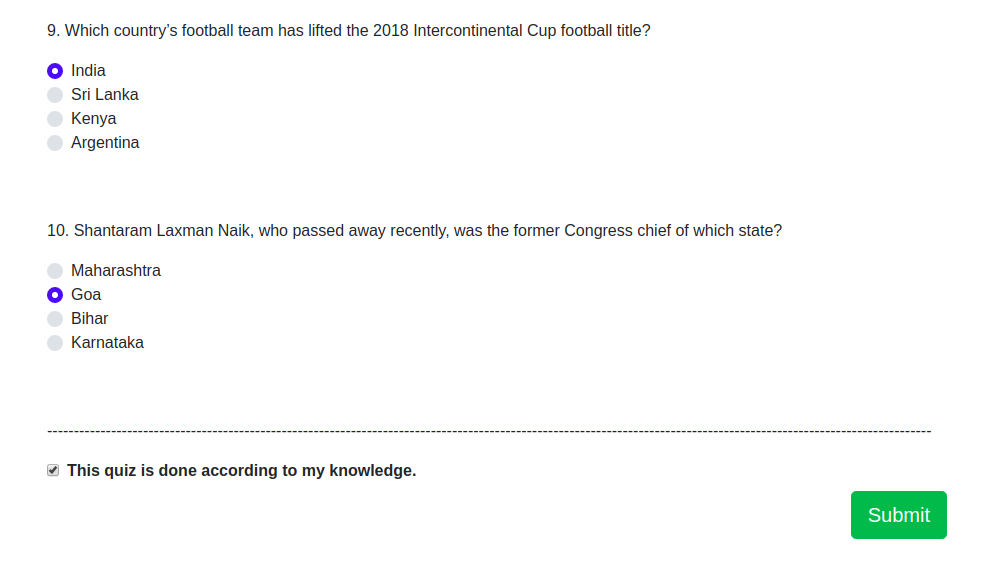 9. Which country’s football team has lifted the 2018 Intercontinental Cup football title?
India
Sri Lanka
Kenya
Argentina
10. Shantaram Laxman Naik, who passed away recently, was the former Congress chief of which state?
Maharashtra
Goa
Bihar
Karnataka
This quiz is done according to my knowledge.
Submit